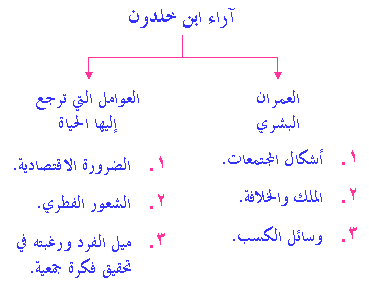 آراء ابن خلدون
العمران
البشري
١. أشكال المجتمعات.
٢. الملك والخلافة.
٣. وسائل الكسب.
العوامل التي ترجع
إليها الحياة
١. الضرورة الاقتصادية.
٢. الشعور الفطري.
٣. ميل الفرد ورغبته في
تحقيق فكرة جمعية.